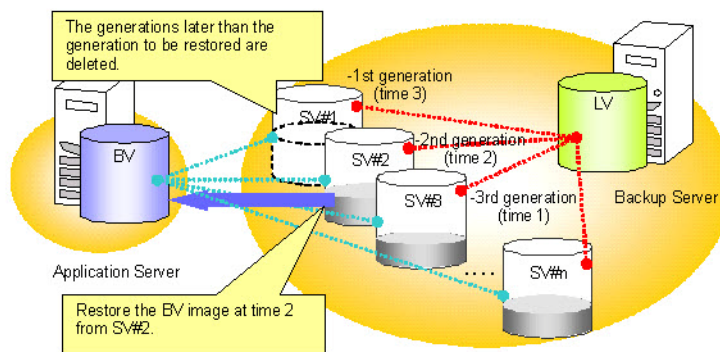 The generations later than the
generation to be restored are
deleted.
-1st generation
(time 3)
SV#1
LV
BV
SV#2
-2nd generation
(time 2)
SV#3
-3rd generation
(time 1)
Backup Server
Application Server
....
SV#n
Restore the BV image at time 2
from SV#2.